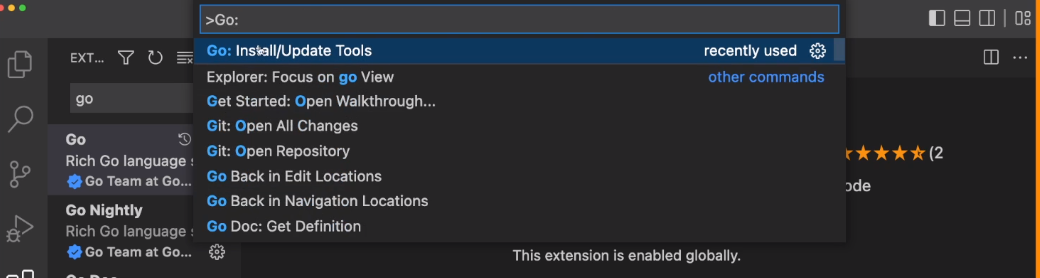 >Go:
Go: Install/Update Tools recently used
Explorer: Focus on go View other commands
Get Started: Open Walkthrough...
Git: Open All Changes
Git: Open Repository
Go Back in Edit Locations
Go Back in Navigation Locations
Go Doc: Get Definition
EXT...
go
Go
Rich Go language
Go Team at Go...
Go Nightly
Rich Go language
Go Team at Go...
(2
ode
This extension is enabled globally.